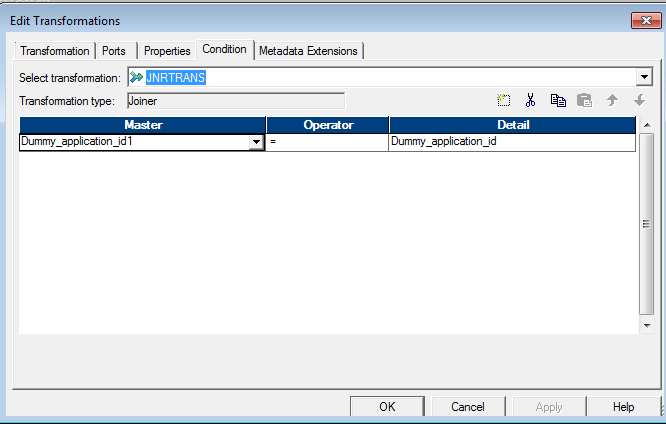 Edit Transformations
Transformation Ports Properties Condition Metadata Extensions
Select transformation: JNRTRANS
Transformation type: Joiner
Master Operator Detail
Dummy_application_id1 = Dummy_application_id
OK Cancel Apply Help